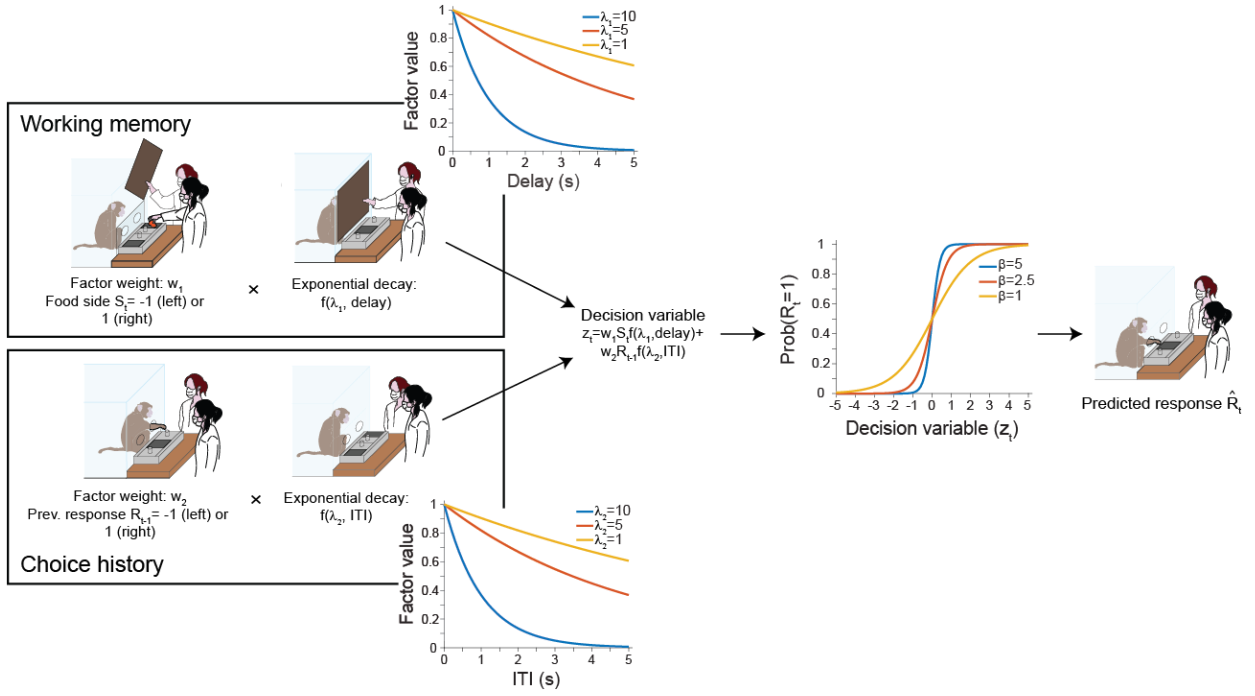 Working memory
Factor weight: w₁
Food side Sₜ= -1 (left) or
1 (right)
×
Exponential decay:
f(λ₁, delay)
Factor value
1
0.8
0.6
0.4
0.2
0
0 1 2 3 4 5
Delay (s)
λ₁=10
λ₁=5
λ₁=1
Factor weight: w₂
Prev. response Rₜ₋₁= -1 (left) or
1 (right)
×
Exponential decay:
f(λ₂, ITI)
Choice history
Factor value
1
0.8
0.6
0.4
0.2
0
0 1 2 3 4 5
ITI (s)
λ₂=10
λ₂=5
λ₂=1
Decision variable
zₜ=w₁Sₜf(λ₁,delay)+
w₂Rₜ₋₁f(λ₂,ITI)
Prob(Rₜ=1)
1
0.8
0.6
0.4
0.2
0
-5 -4 -3 -2 -1 0 1 2 3 4 5
Decision variable (zₜ)
β=5
β=2.5
β=1
Predicted response R̂ₜ